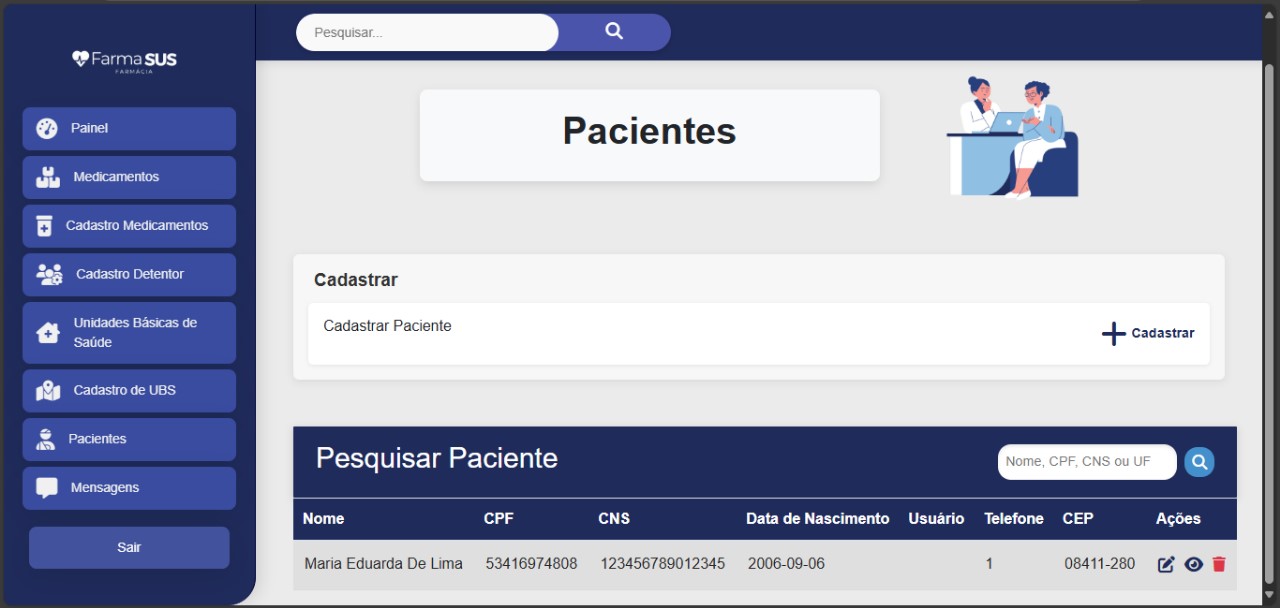 Farma SUS
FARMÁCIA
Painel
Medicamentos
Cadastro Medicamentos
Cadastro Detentor
Unidades Básicas de
Saúde
Cadastro de UBS
Pacientes
Mensagens
Sair
Pesquisar...
Pacientes
Cadastrar
Cadastrar Paciente
Cadastrar
Pesquisar Paciente
Nome, CPF, CNS ou UF
Nome CPF CNS Data de Nascimento Usuário Telefone CEP Ações
Maria Eduarda De Lima 53416974808 123456789012345 2006-09-06 1 08411-280